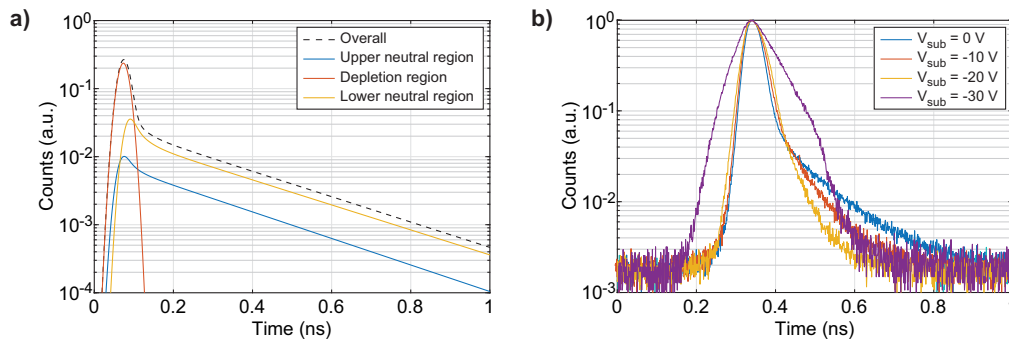 a)
10^0
10^-1
10^-2
10^-3
10^-4
Counts (a.u.)
0
0.2
0.4
0.6
0.8
1
Time (ns)
Overall
Upper neutral region
Depletion region
Lower neutral region
b)
10^0
10^-1
10^-2
10^-3
Counts (a.u.)
0
0.2
0.4
0.6
0.8
Time (ns)
V_sub = 0 V
V_sub = -10 V
V_sub = -20 V
V_sub = -30 V